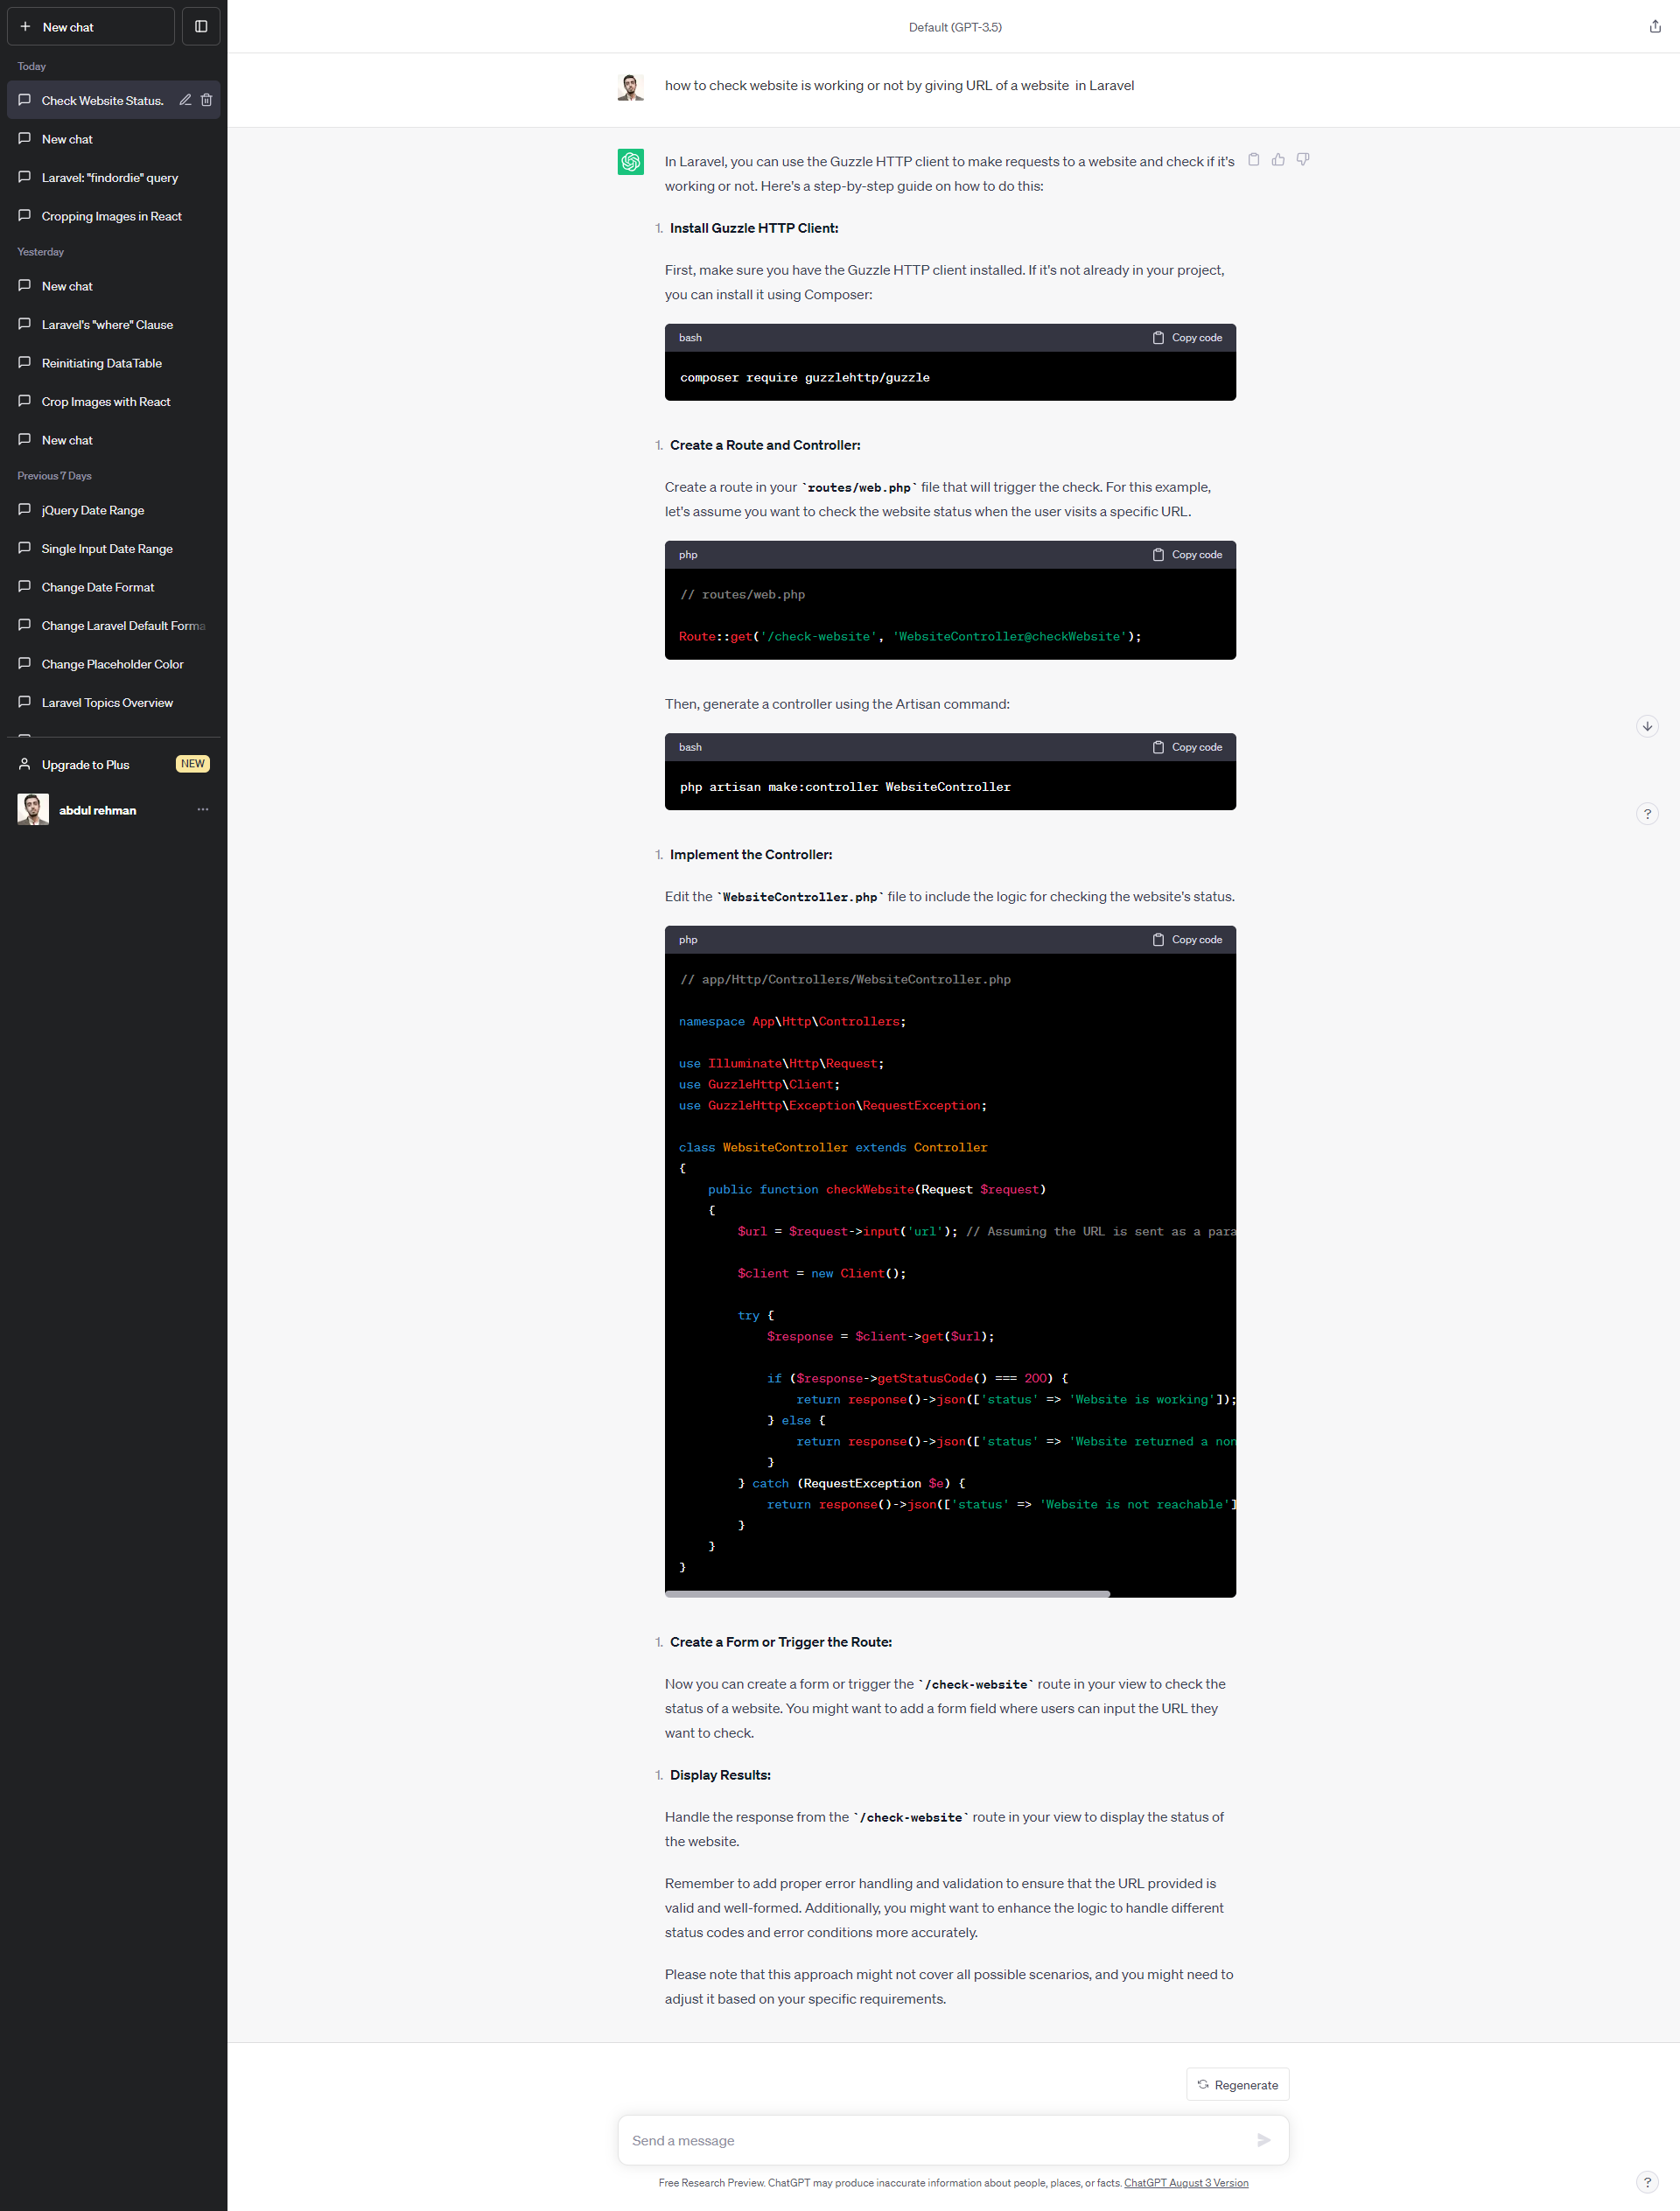 New chat
Today
Check Website Status.
New chat
Laravel: "findordie" query
Cropping Images in React
Yesterday
New chat
Laravel's "where" Clause
Reinitiating DataTable
Crop Images with React
New chat
Previous 7 Days
jQuery Date Range
Single Input Date Range
Change Date Format
Change Laravel Default Forma
Change Placeholder Color
Laravel Topics Overview
Upgrade to Plus NEW
abdul rehman
Default (GPT-3.5)
how to check website is working or not by giving URL of a website  in Laravel
In Laravel, you can use the Guzzle HTTP client to make requests to a website and check if it's
working or not. Here's a step-by-step guide on how to do this:
1. Install Guzzle HTTP Client:
First, make sure you have the Guzzle HTTP client installed. If it's not already in your project,
you can install it using Composer:
bash Copy code
composer require guzzlehttp/guzzle
1. Create a Route and Controller:
Create a route in your `routes/web.php` file that will trigger the check. For this example,
let's assume you want to check the website status when the user visits a specific URL.
php Copy code
// routes/web.php
Route::get('/check-website', 'WebsiteController@checkWebsite');
Then, generate a controller using the Artisan command:
bash Copy code
php artisan make:controller WebsiteController
1. Implement the Controller:
Edit the `WebsiteController.php` file to include the logic for checking the website's status.
php Copy code
// app/Http/Controllers/WebsiteController.php
namespace App\Http\Controllers;
use Illuminate\Http\Request;
use GuzzleHttp\Client;
use GuzzleHttp\Exception\RequestException;
class WebsiteController extends Controller
{
    public function checkWebsite(Request $request)
    {
        $url = $request->input('url'); // Assuming the URL is sent as a para
        $client = new Client();
        try {
            $response = $client->get($url);
            if ($response->getStatusCode() === 200) {
                return response()->json(['status' => 'Website is working']);
            } else {
                return response()->json(['status' => 'Website returned a non
            }
        } catch (RequestException $e) {
            return response()->json(['status' => 'Website is not reachable']
        }
    }
}
1. Create a Form or Trigger the Route:
Now you can create a form or trigger the `/check-website` route in your view to check the
status of a website. You might want to add a form field where users can input the URL they
want to check.
1. Display Results:
Handle the response from the `/check-website` route in your view to display the status of
the website.
Remember to add proper error handling and validation to ensure that the URL provided is
valid and well-formed. Additionally, you might want to enhance the logic to handle different
status codes and error conditions more accurately.
Please note that this approach might not cover all possible scenarios, and you might need to
adjust it based on your specific requirements.
Regenerate
Send a message
Free Research Preview. ChatGPT may produce inaccurate information about people, places, or facts. ChatGPT August 3 Version
?
?